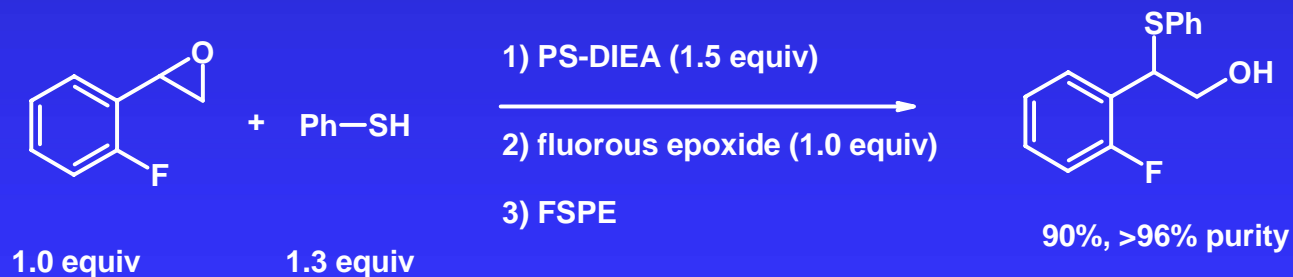 SPh
O
1) PS-DIEA (1.5 equiv)
OH
+
Ph—SH
2) fluorous epoxide (1.0 equiv)
F
F
3) FSPE
90%, >96% purity
1.0 equiv
1.3 equiv